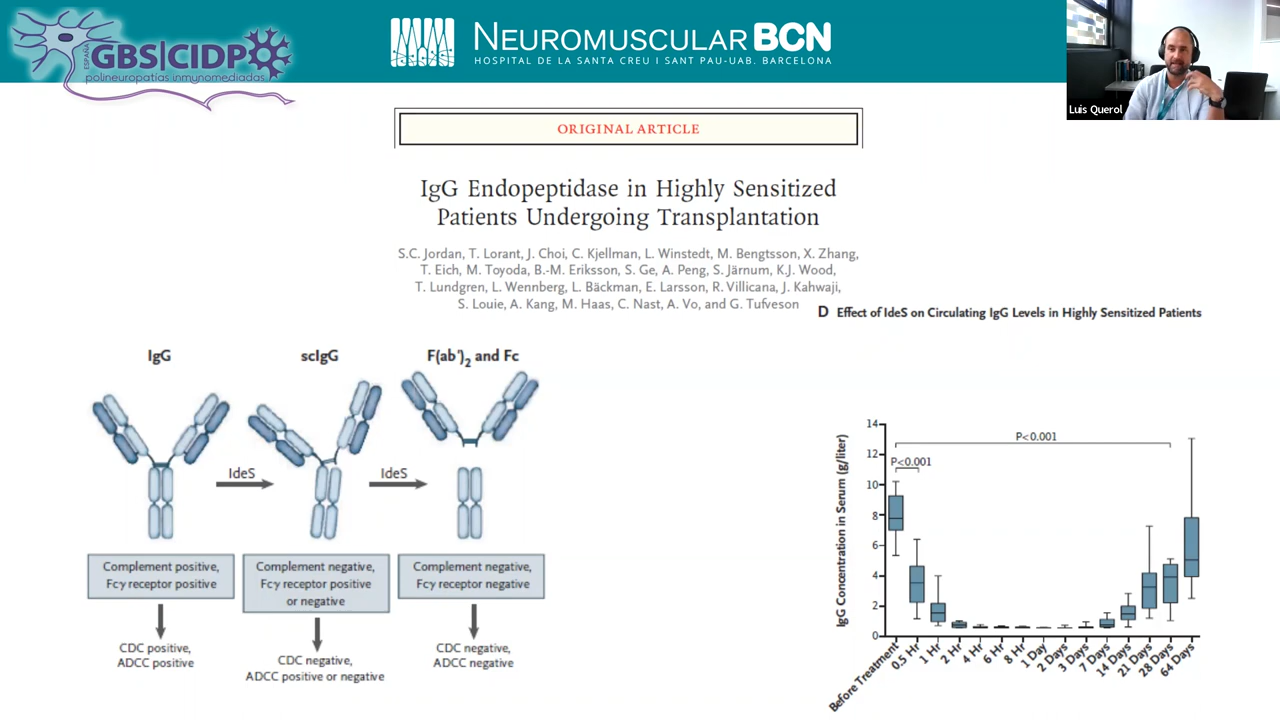 ESPAÑA
GBS|CIDP
polineuropatías inmunomediadas
NEUROMUSCULAR BCN
HOSPITAL DE LA SANTA CREU I SANT PAU-UAB. BARCELONA
Luis Querol
ORIGINAL ARTICLE
IgG Endopeptidase in Highly Sensitized
Patients Undergoing Transplantation
S.C. Jordan, T. Lorant, J. Choi, C. Kjellman, L. Winstedt, M. Bengtsson, X. Zhang,
T. Eich, M. Toyoda, B.-M. Eriksson, S. Ge, A. Peng, S. Järnum, K.J. Wood,
T. Lundgren, L. Wennberg, L. Bäckman, E. Larsson, R. Villicana, J. Kahwaji,
S. Louie, A. Kang, M. Haas, C. Nast, A. Vo, and G. Tufveson
IgG
scIgG
F(ab')2 and Fc
IdeS
IdeS
Complement positive,
Fcγ receptor positive
Complement negative,
Fcγ receptor positive
or negative
Complement negative,
Fcγ receptor negative
CDC positive,
ADCC positive
CDC negative,
ADCC positive or negative
CDC negative,
ADCC negative
D Effect of IdeS on Circulating IgG Levels in Highly Sensitized Patients
IgG Concentration in Serum (g/liter)
14
12
10
8
6
4
2
0
P<0.001
P<0.001
Before Treatment
0.5 Hr
1 Hr
2 Hr
4 Hr
6 Hr
8 Hr
1 Day
2 Days
3 Days
7 Days
14 Days
21 Days
28 Days
64 Days